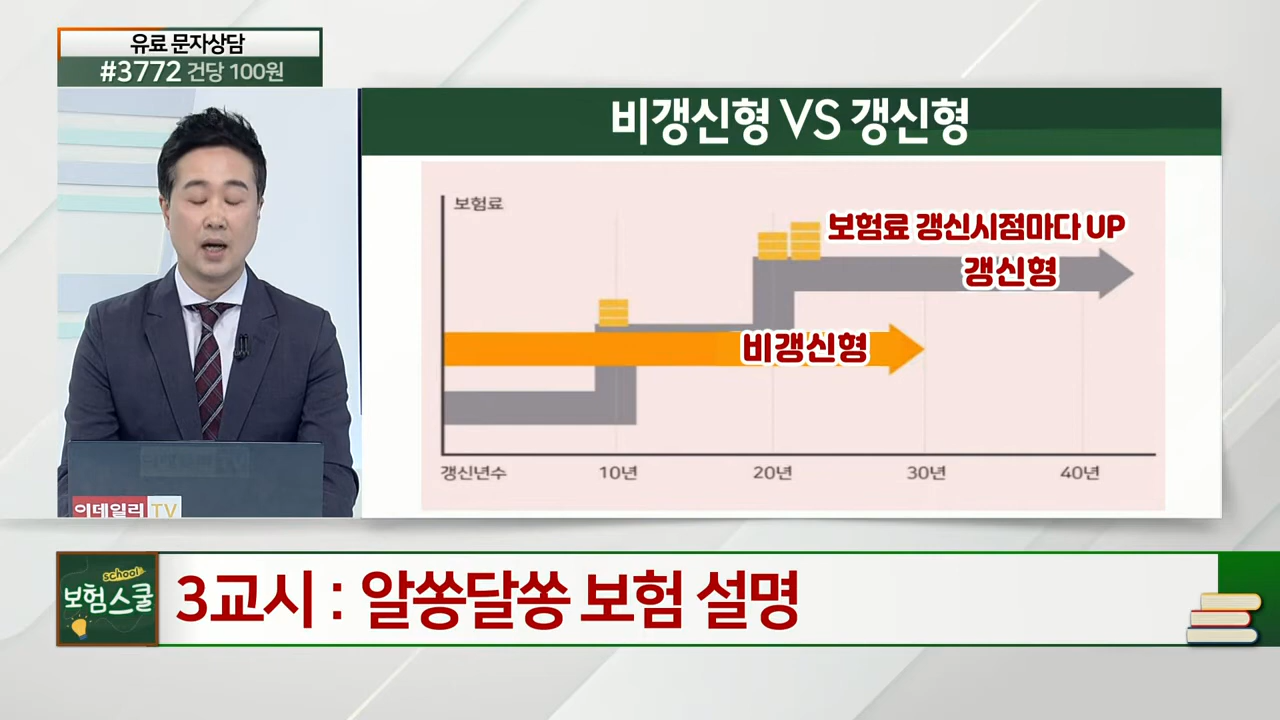 유료 문자상담
#3772 건당 100원
비갱신형 VS 갱신형
보험료
보험료 갱신시점마다 UP
갱신형
비갱신형
갱신년수 10년 20년 30년 40년
이데일리 TV
school
보험스쿨
3교시 : 알쏭달쏭 보험 설명